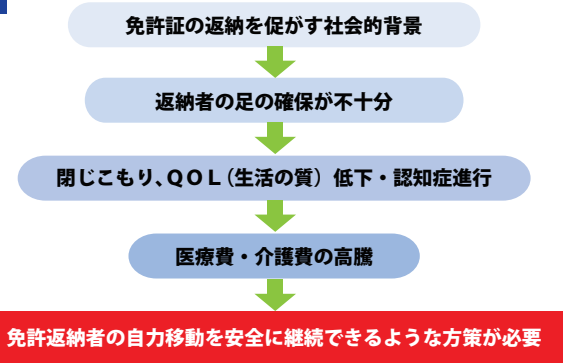 免許証の返納を促がす社会的背景
返納者の足の確保が不十分
閉じこもり、ＱＯＬ（生活の質）低下・認知症進行
医療費・介護費の高騰
免許返納者の自力移動を安全に継続できるような方策が必要